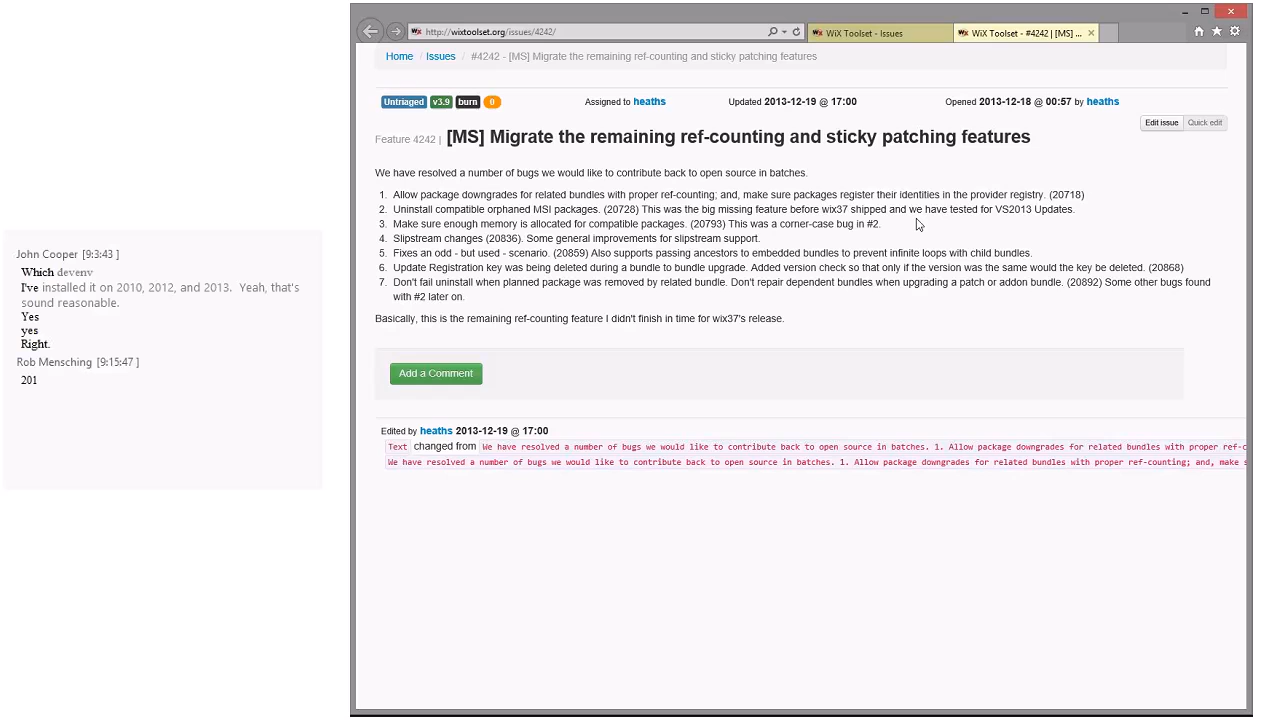 http://wixtoolset.org/issues/4242/
WiX Toolset - Issues
WiX Toolset - #4242 | [MS] ...
Home / Issues / #4242 - [MS] Migrate the remaining ref-counting and sticky patching features
Untriaged v3.9 burn 0 Assigned to heaths Updated 2013-12-19 @ 17:00 Opened 2013-12-18 @ 00:57 by heaths
Edit issue Quick edit
Feature 4242 | [MS] Migrate the remaining ref-counting and sticky patching features
We have resolved a number of bugs we would like to contribute back to open source in batches.
1. Allow package downgrades for related bundles with proper ref-counting; and, make sure packages register their identities in the provider registry. (20718)
2. Uninstall compatible orphaned MSI packages. (20728) This was the big missing feature before wix37 shipped and we have tested for VS2013 Updates.
3. Make sure enough memory is allocated for compatible packages. (20793) This was a corner-case bug in #2.
4. Slipstream changes (20836). Some general improvements for slipstream support.
5. Fixes an odd - but used - scenario. (20859) Also supports passing ancestors to embedded bundles to prevent infinite loops with child bundles.
6. Update Registration key was being deleted during a bundle to bundle upgrade. Added version check so that only if the version was the same would the key be deleted. (20868)
7. Don't fail uninstall when planned package was removed by related bundle. Don't repair dependent bundles when upgrading a patch or addon bundle. (20892) Some other bugs found
with #2 later on.
Basically, this is the remaining ref-counting feature I didn't finish in time for wix37's release.
Add a Comment
Edited by heaths 2013-12-19 @ 17:00
Text changed from We have resolved a number of bugs we would like to contribute back to open source in batches. 1. Allow package downgrades for related bundles with proper ref-c
We have resolved a number of bugs we would like to contribute back to open source in batches. 1. Allow package downgrades for related bundles with proper ref-counting; and, make s
John Cooper [9:3:43 ]
Which devenv
I've installed it on 2010, 2012, and 2013. Yeah, that's
sound reasonable.
Yes
yes
Right.
Rob Mensching [9:15:47 ]
201